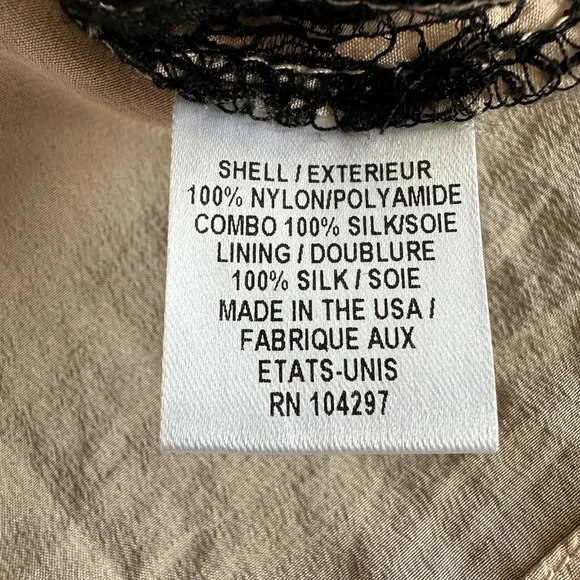 SHELL / EXTERIEUR
100% NYLON/POLYAMIDE
COMBO 100% SILK/SOIE
LINING / DOUBLURE
100% SILK / SOIE
MADE IN THE USA /
FABRIQUE AUX
ETATS-UNIS
RN 104297